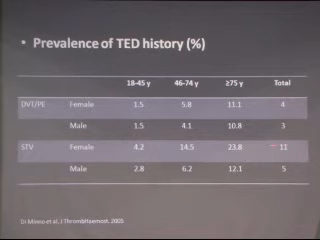 • Prevalence of TED history (%)
18-45 y 46-74 y ≥75 y Total
DVT/PE Female 1.5 5.8 11.1 4
Male 1.5 4.1 10.8 3
STV Female 4.2 14.5 23.8 11
Male 2.8 6.2 12.1 5
Di Minno et al, J Thromb Haemost. 2005